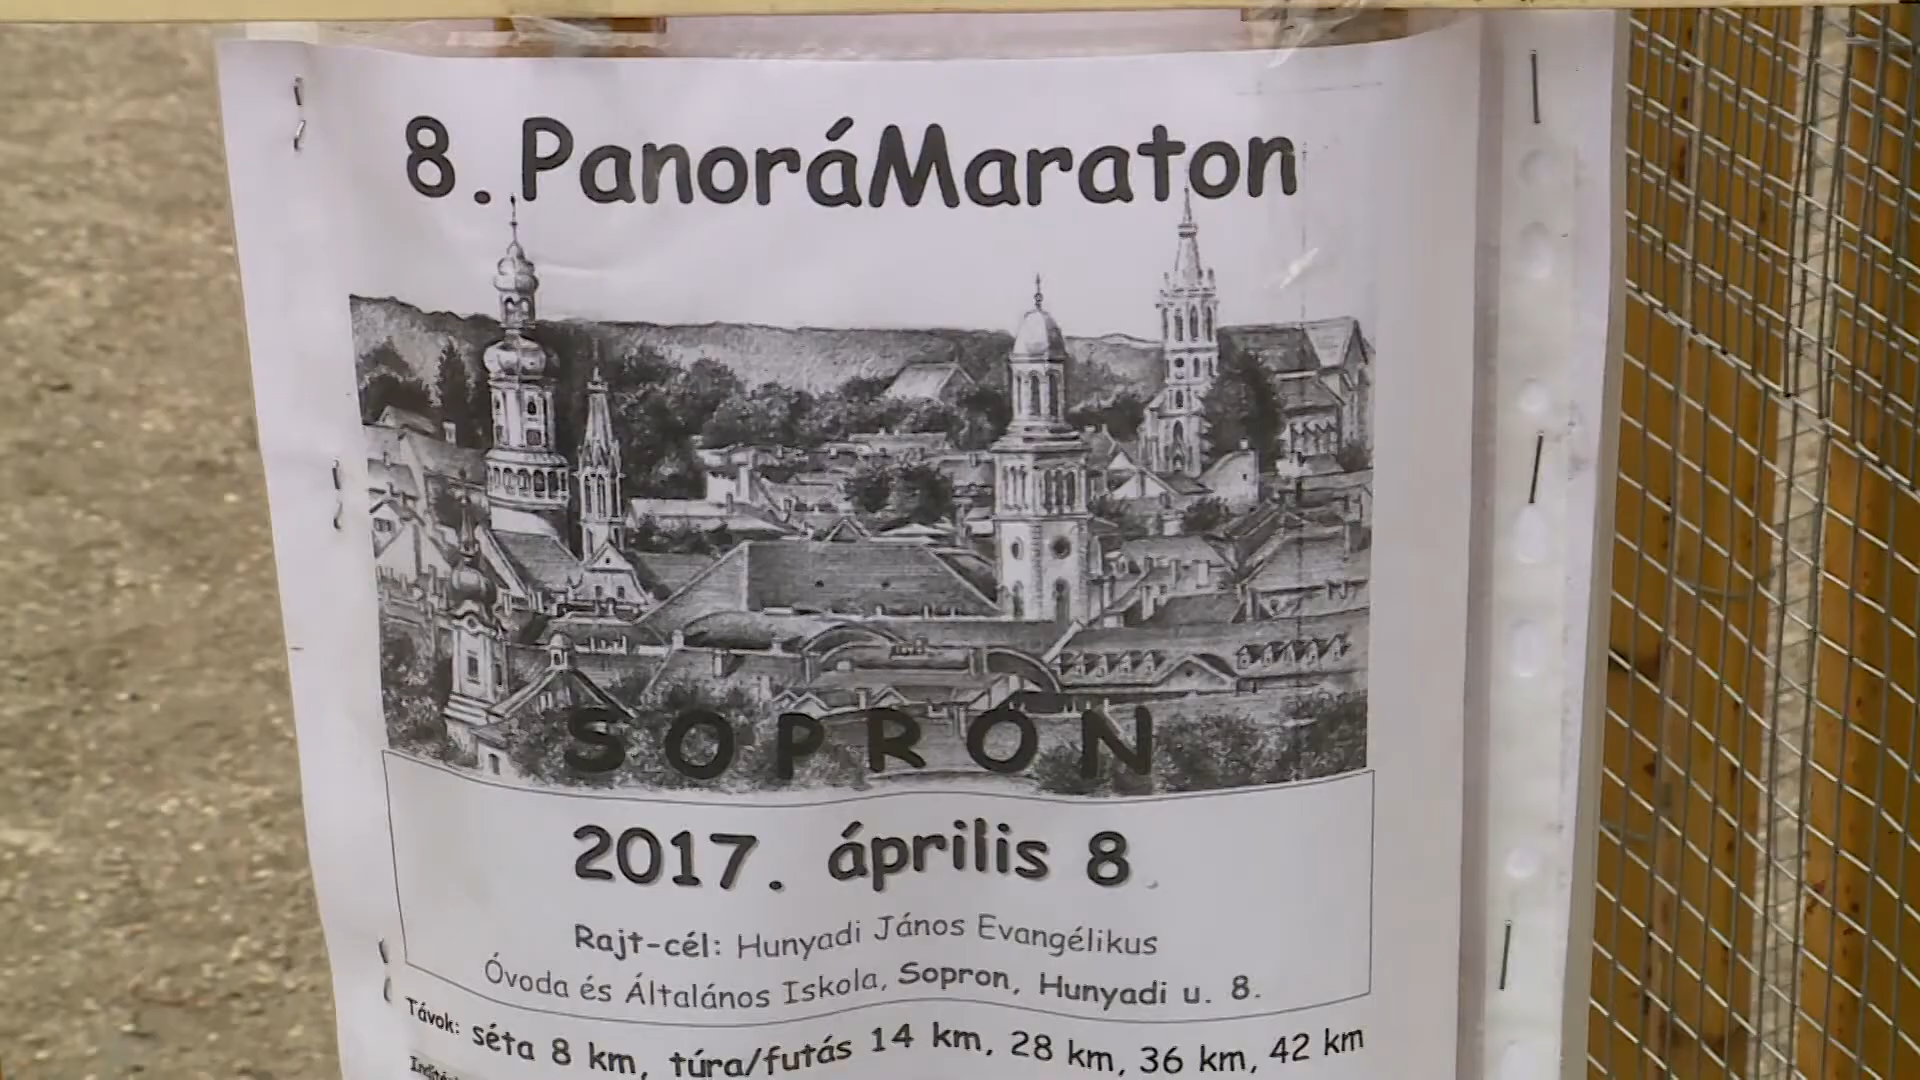 8. PanoráMaraton
SOPRON
2017. április 8.
Rajt-cél: Hunyadi János Evangélikus
Óvoda és Általános Iskola, Sopron, Hunyadi u. 8.
Távok: séta 8 km, túra/futás 14 km, 28 km, 36 km, 42 km